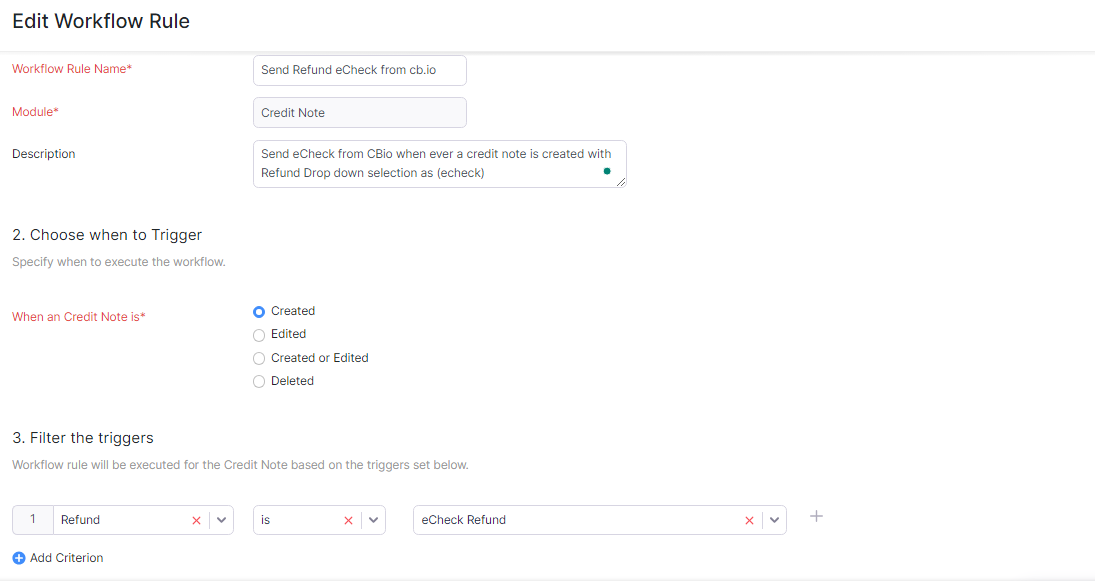 Edit Workflow Rule
Workflow Rule Name*
Send Refund eCheck from cb.io
Module*
Credit Note
Description
Send eCheck from CBio when ever a credit note is created with
Refund Drop down selection as (echeck)
2. Choose when to Trigger
Specify when to execute the workflow.
When an Credit Note is*
Created
Edited
Created or Edited
Deleted
3. Filter the triggers
Workflow rule will be executed for the Credit Note based on the triggers set below.
1 Refund is eCheck Refund
Add Criterion